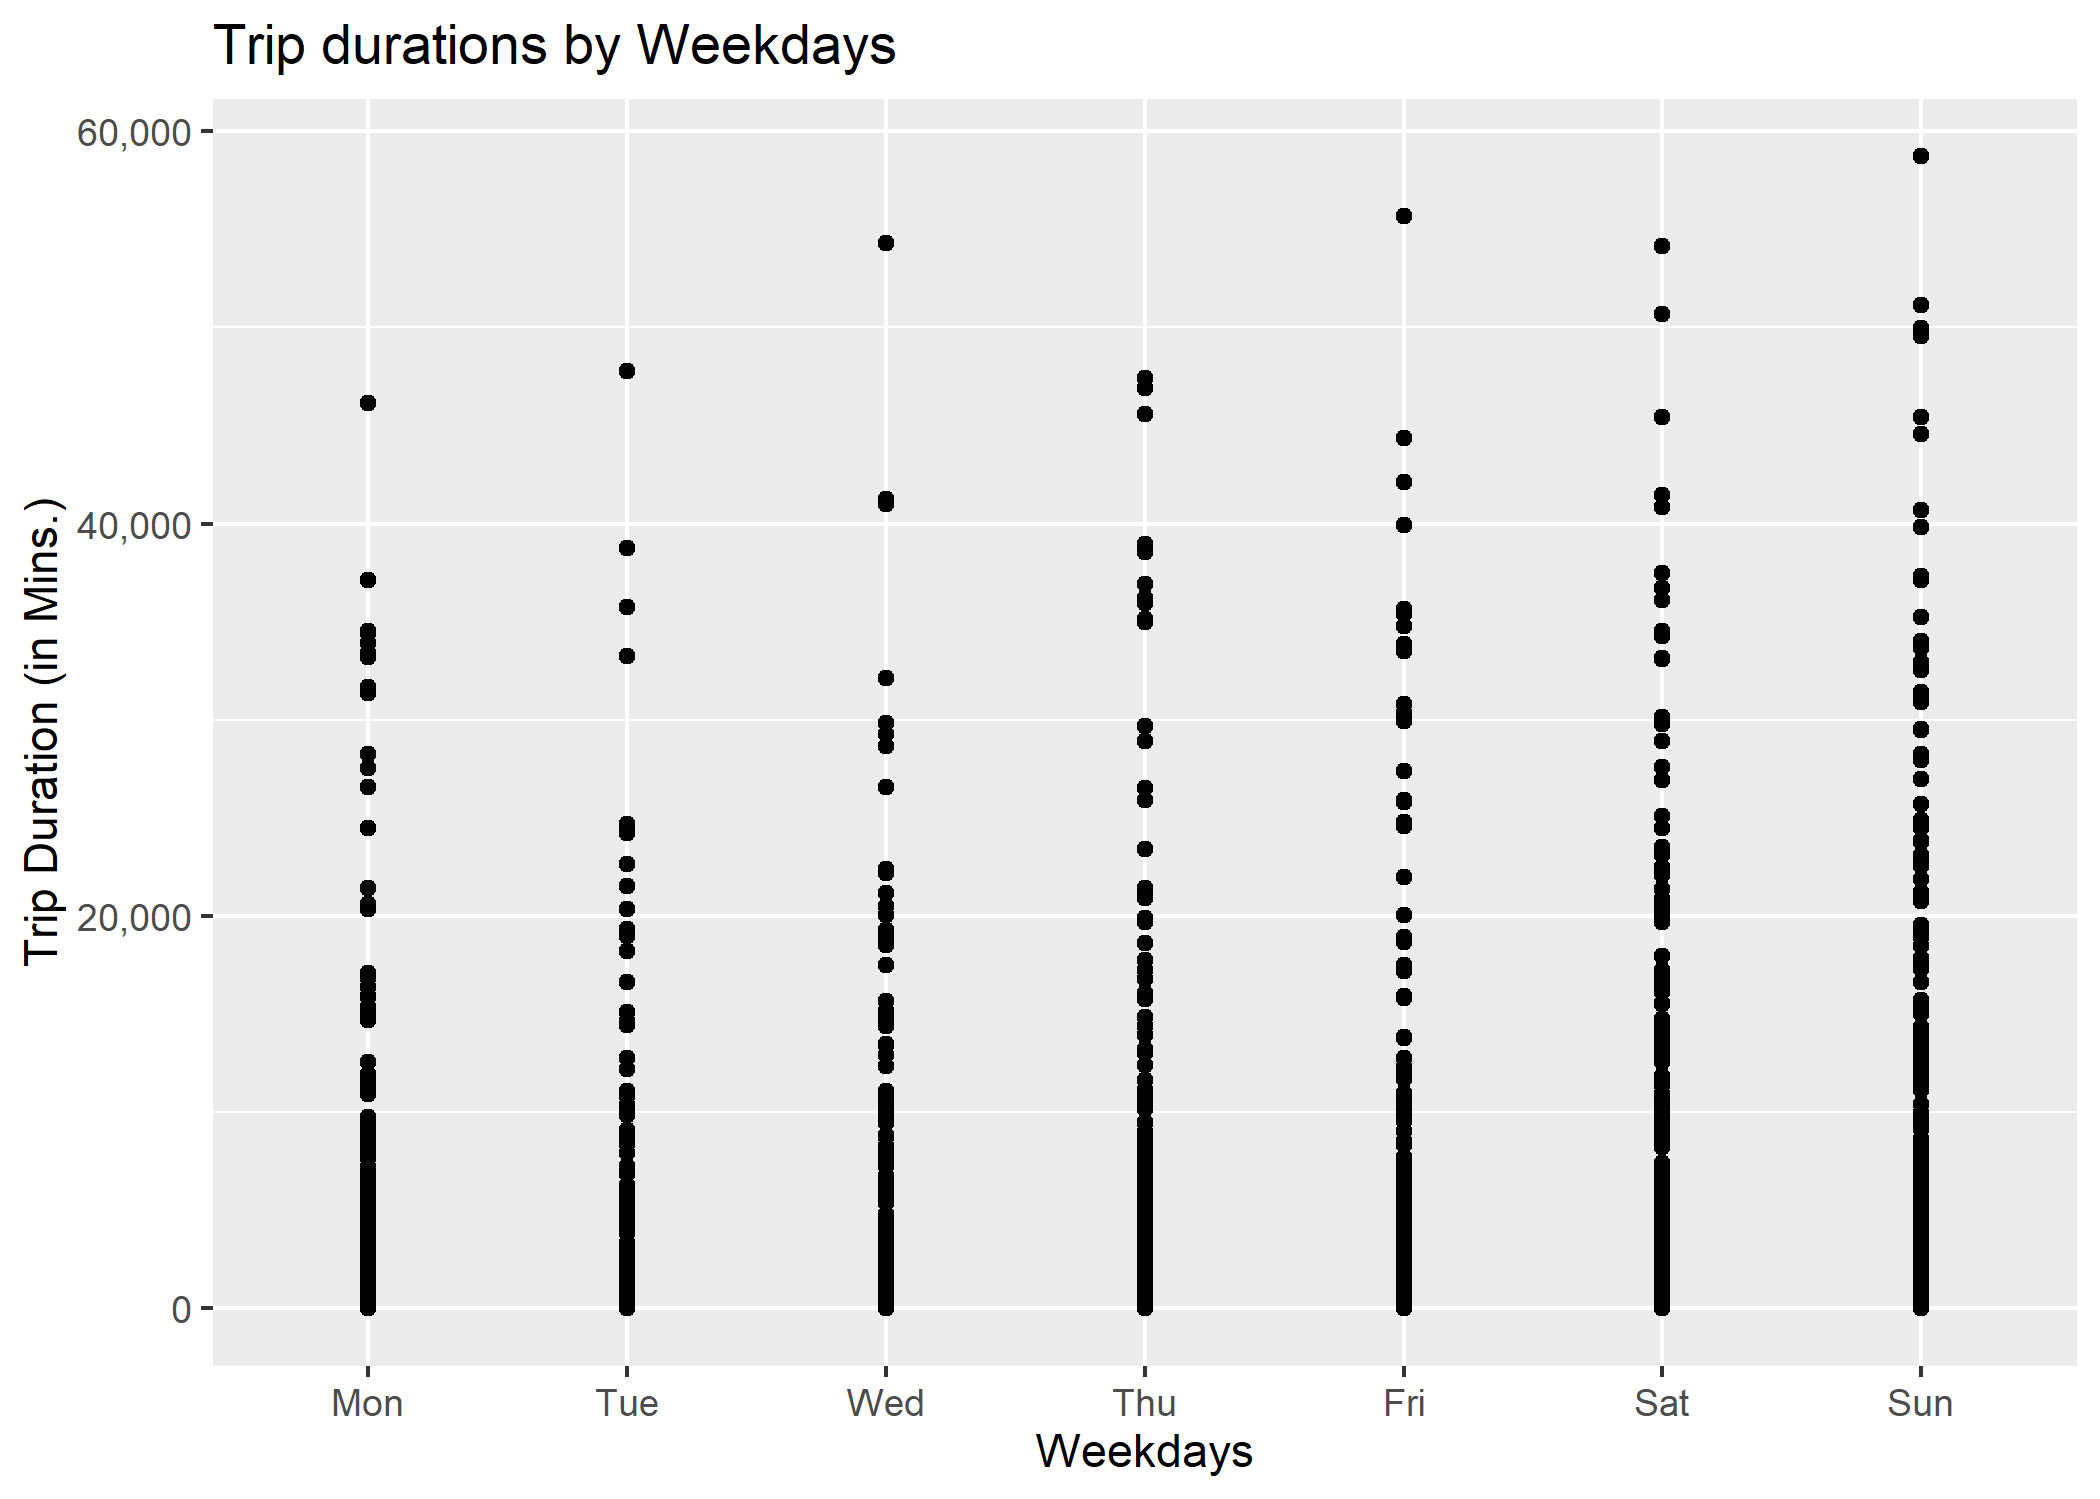 Trip durations by Weekdays
Trip Duration (in Mins.)
60,000
40,000
20,000
0
Mon Tue Wed Thu Fri Sat Sun
Weekdays